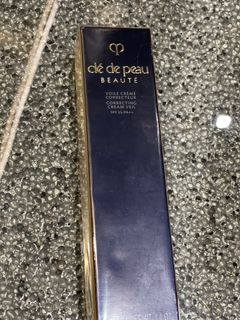 clé de peau
BEAUTÉ
VOILE CRÈME
CORRECTEUR
CORRECTING
CREAM VEIL